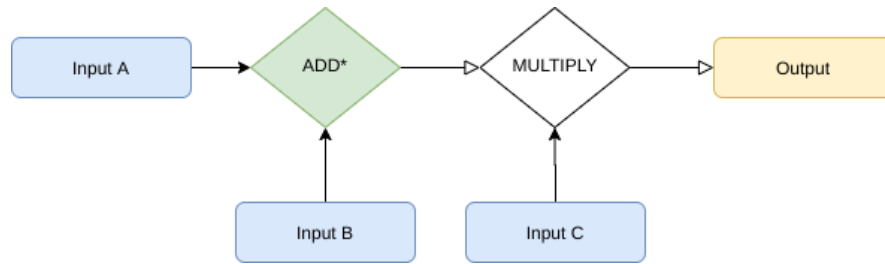 Input A
ADD*
MULTIPLY
Output
Input B
Input C